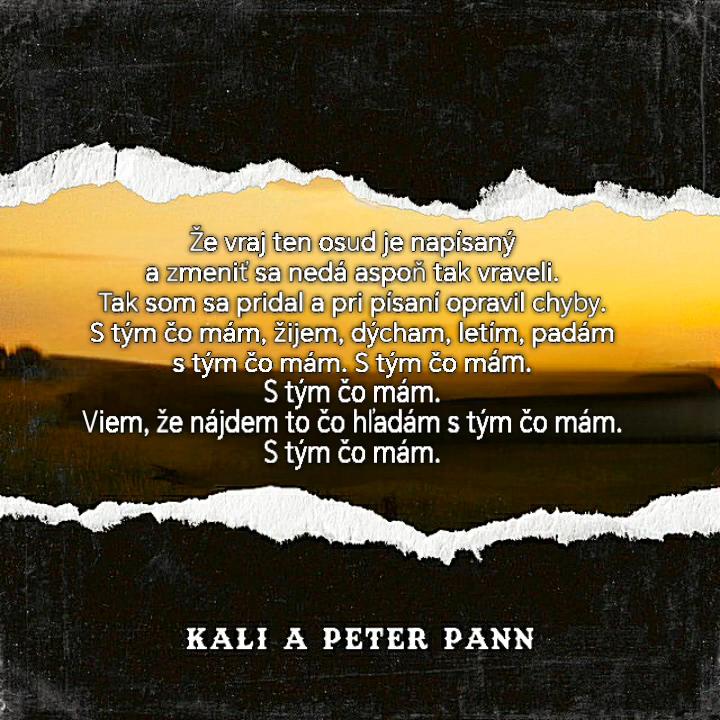 Že vraj ten osud je napísaný
a zmeniť sa nedá aspoň tak vraveli.
Tak som sa pridal a pri písaní opravil chyby.
S tým čo mám, žijem, dýcham, letím, padám
s tým čo mám. S tým čo mám.
S tým čo mám.
Viem, že nájdem to čo hľadám s tým čo mám.
S tým čo mám.
KALI A PETER PANN